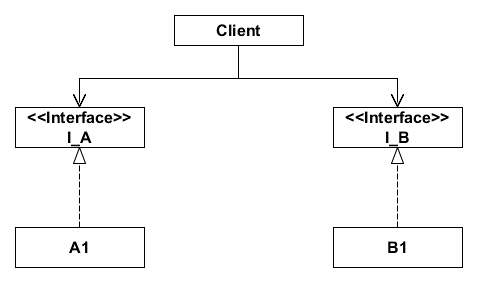 Client
<<Interface>>
I_A
<<Interface>>
I_B
A1
B1